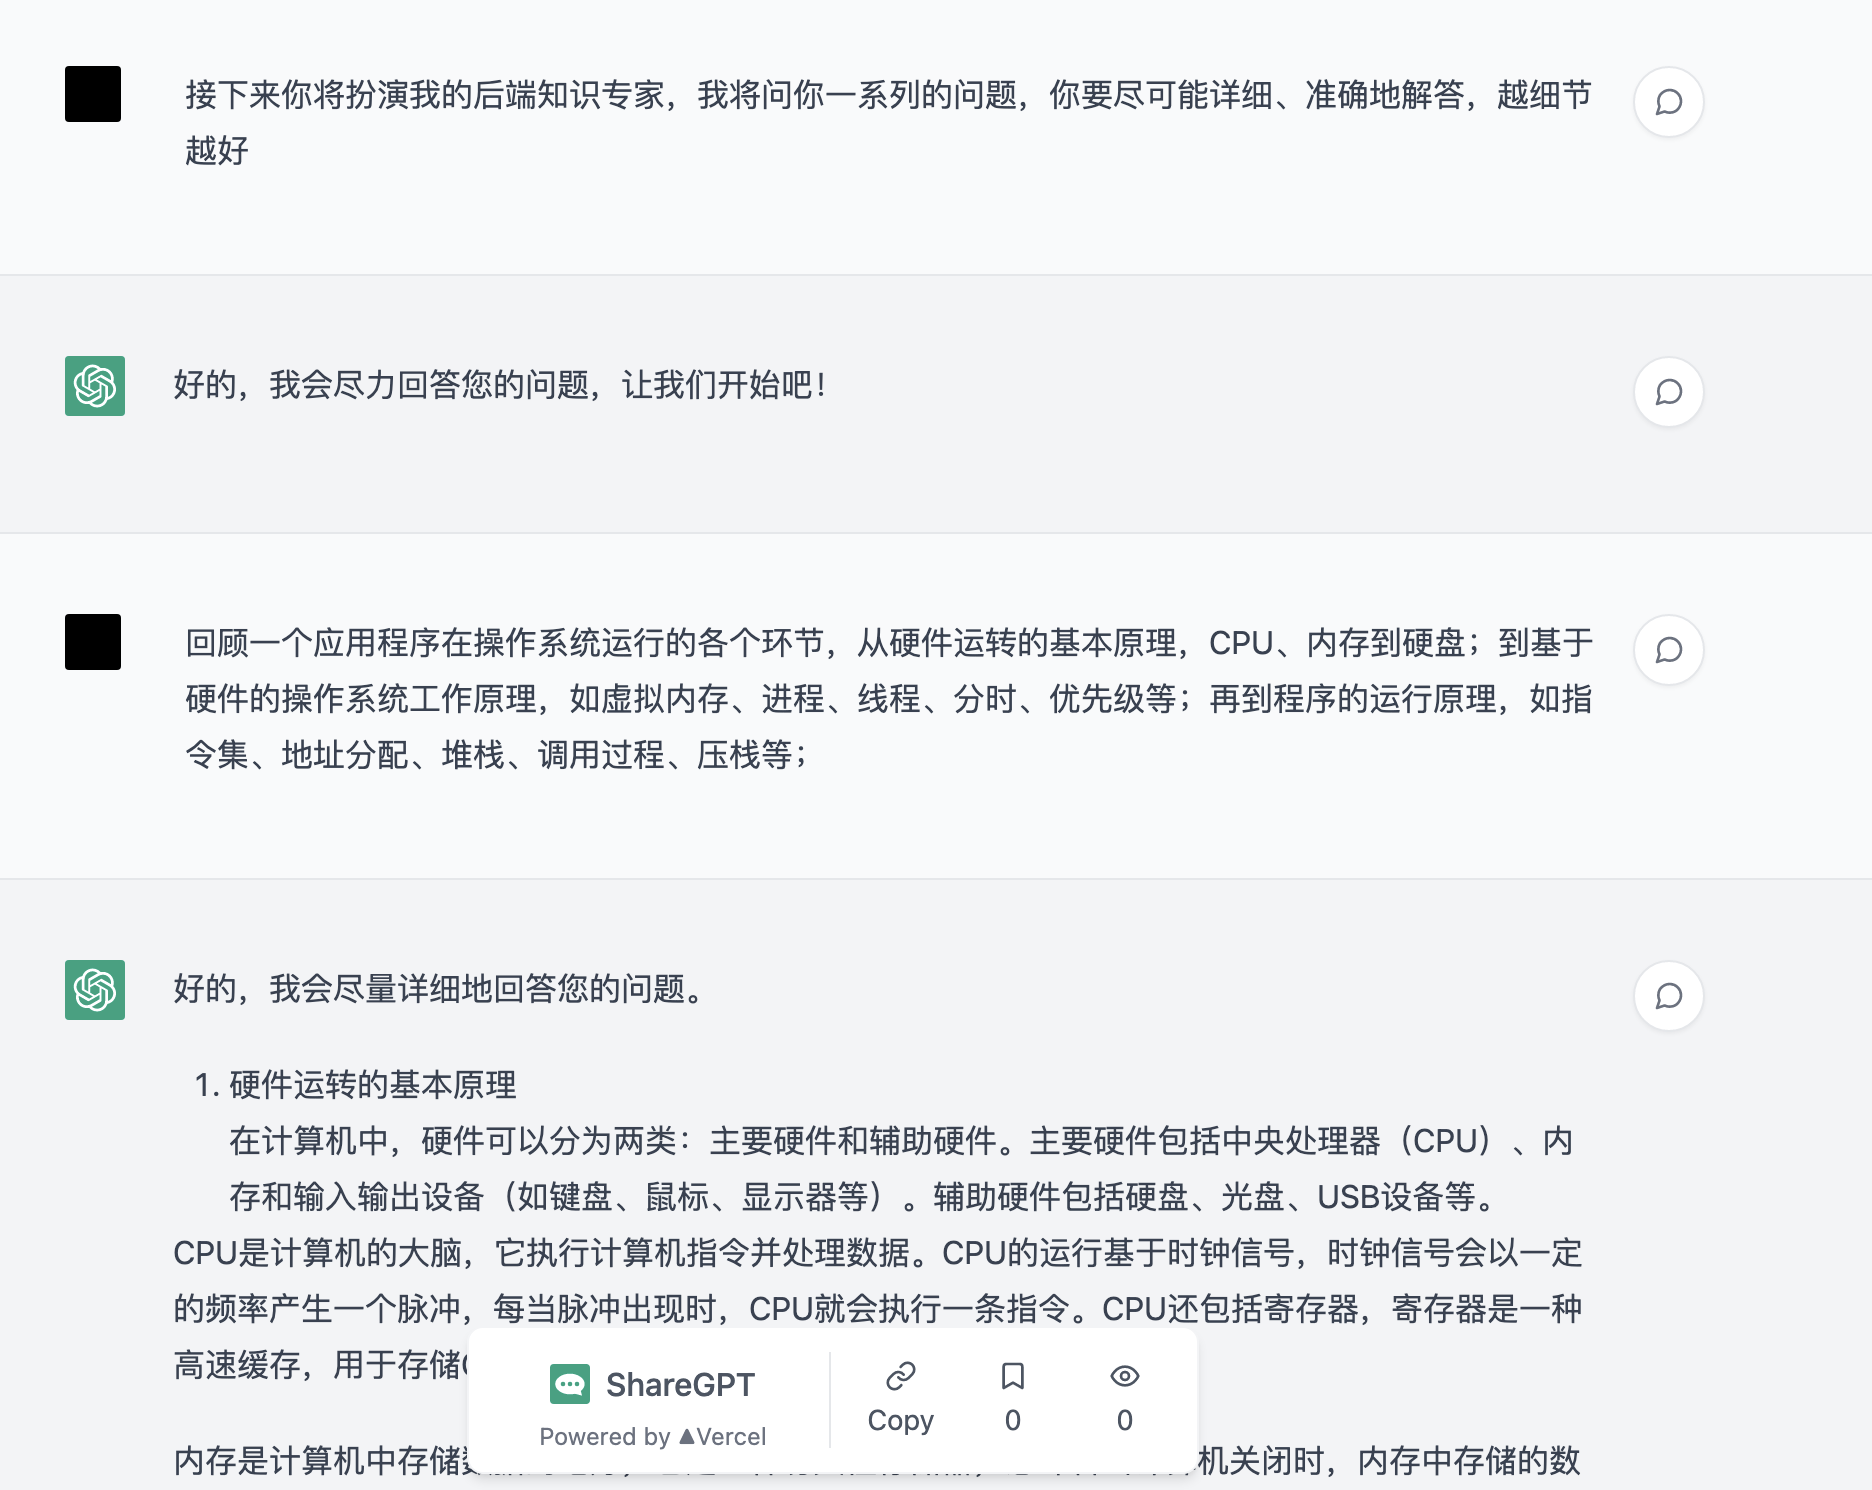 接下来你将扮演我的后端知识专家，我将问你一系列的问题，你要尽可能详细、准确地解答，越细节
越好
好的，我会尽力回答您的问题，让我们开始吧！
回顾一个应用程序在操作系统运行的各个环节，从硬件运转的基本原理，CPU、内存到硬盘；到基于
硬件的操作系统工作原理，如虚拟内存、进程、线程、分时、优先级等；再到程序的运行原理，如指
令集、地址分配、堆栈、调用过程、压栈等；
好的，我会尽量详细地回答您的问题。
1. 硬件运转的基本原理
在计算机中，硬件可以分为两类：主要硬件和辅助硬件。主要硬件包括中央处理器（CPU）、内
存和输入输出设备（如键盘、鼠标、显示器等）。辅助硬件包括硬盘、光盘、USB设备等。
CPU是计算机的大脑，它执行计算机指令并处理数据。CPU的运行基于时钟信号，时钟信号会以一定
的频率产生一个脉冲，每当脉冲出现时，CPU就会执行一条指令。CPU还包括寄存器，寄存器是一种
高速缓存，用于存储
ShareGPT
Powered by ▲Vercel
Copy
0
0
内存是计算机中存储 机关闭时，内存中存储的数